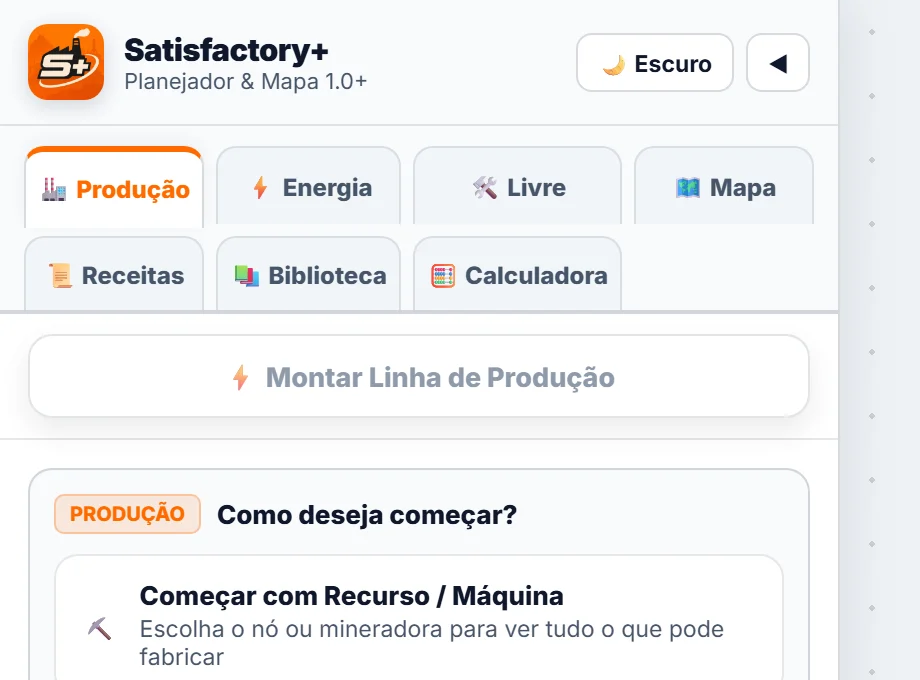 S+
Satisfactory+
Planejador & Mapa 1.0+
Escuro
Produção
Energia
Livre
Mapa
Receitas
Biblioteca
Calculadora
Montar Linha de Produção
PRODUÇÃO Como deseja começar?
Começar com Recurso / Máquina
Escolha o nó ou mineradora para ver tudo o que pode
fabricar